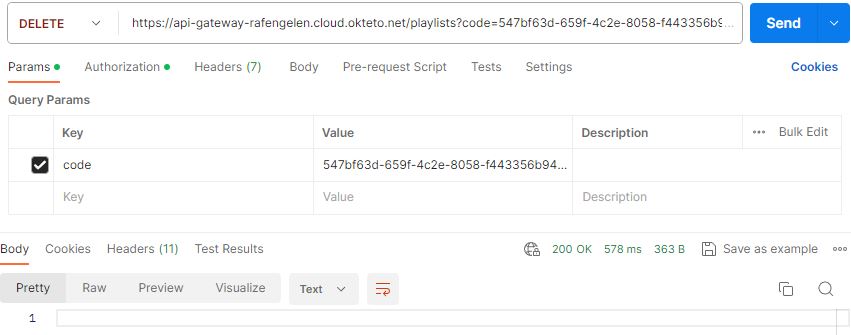 DELETE https://api-gateway-rafengelen.cloud.okteto.net/playlists?code=547bf63d-659f-4c2e-8058-f443356b9... Send
Params Authorization Headers (7) Body Pre-request Script Tests Settings Cookies
Query Params
Key Value Description ••• Bulk Edit
code 547bf63d-659f-4c2e-8058-f443356b94...
Key Value Description
Body Cookies Headers (11) Test Results 200 OK 578 ms 363 B Save as example
Pretty Raw Preview Visualize Text
1